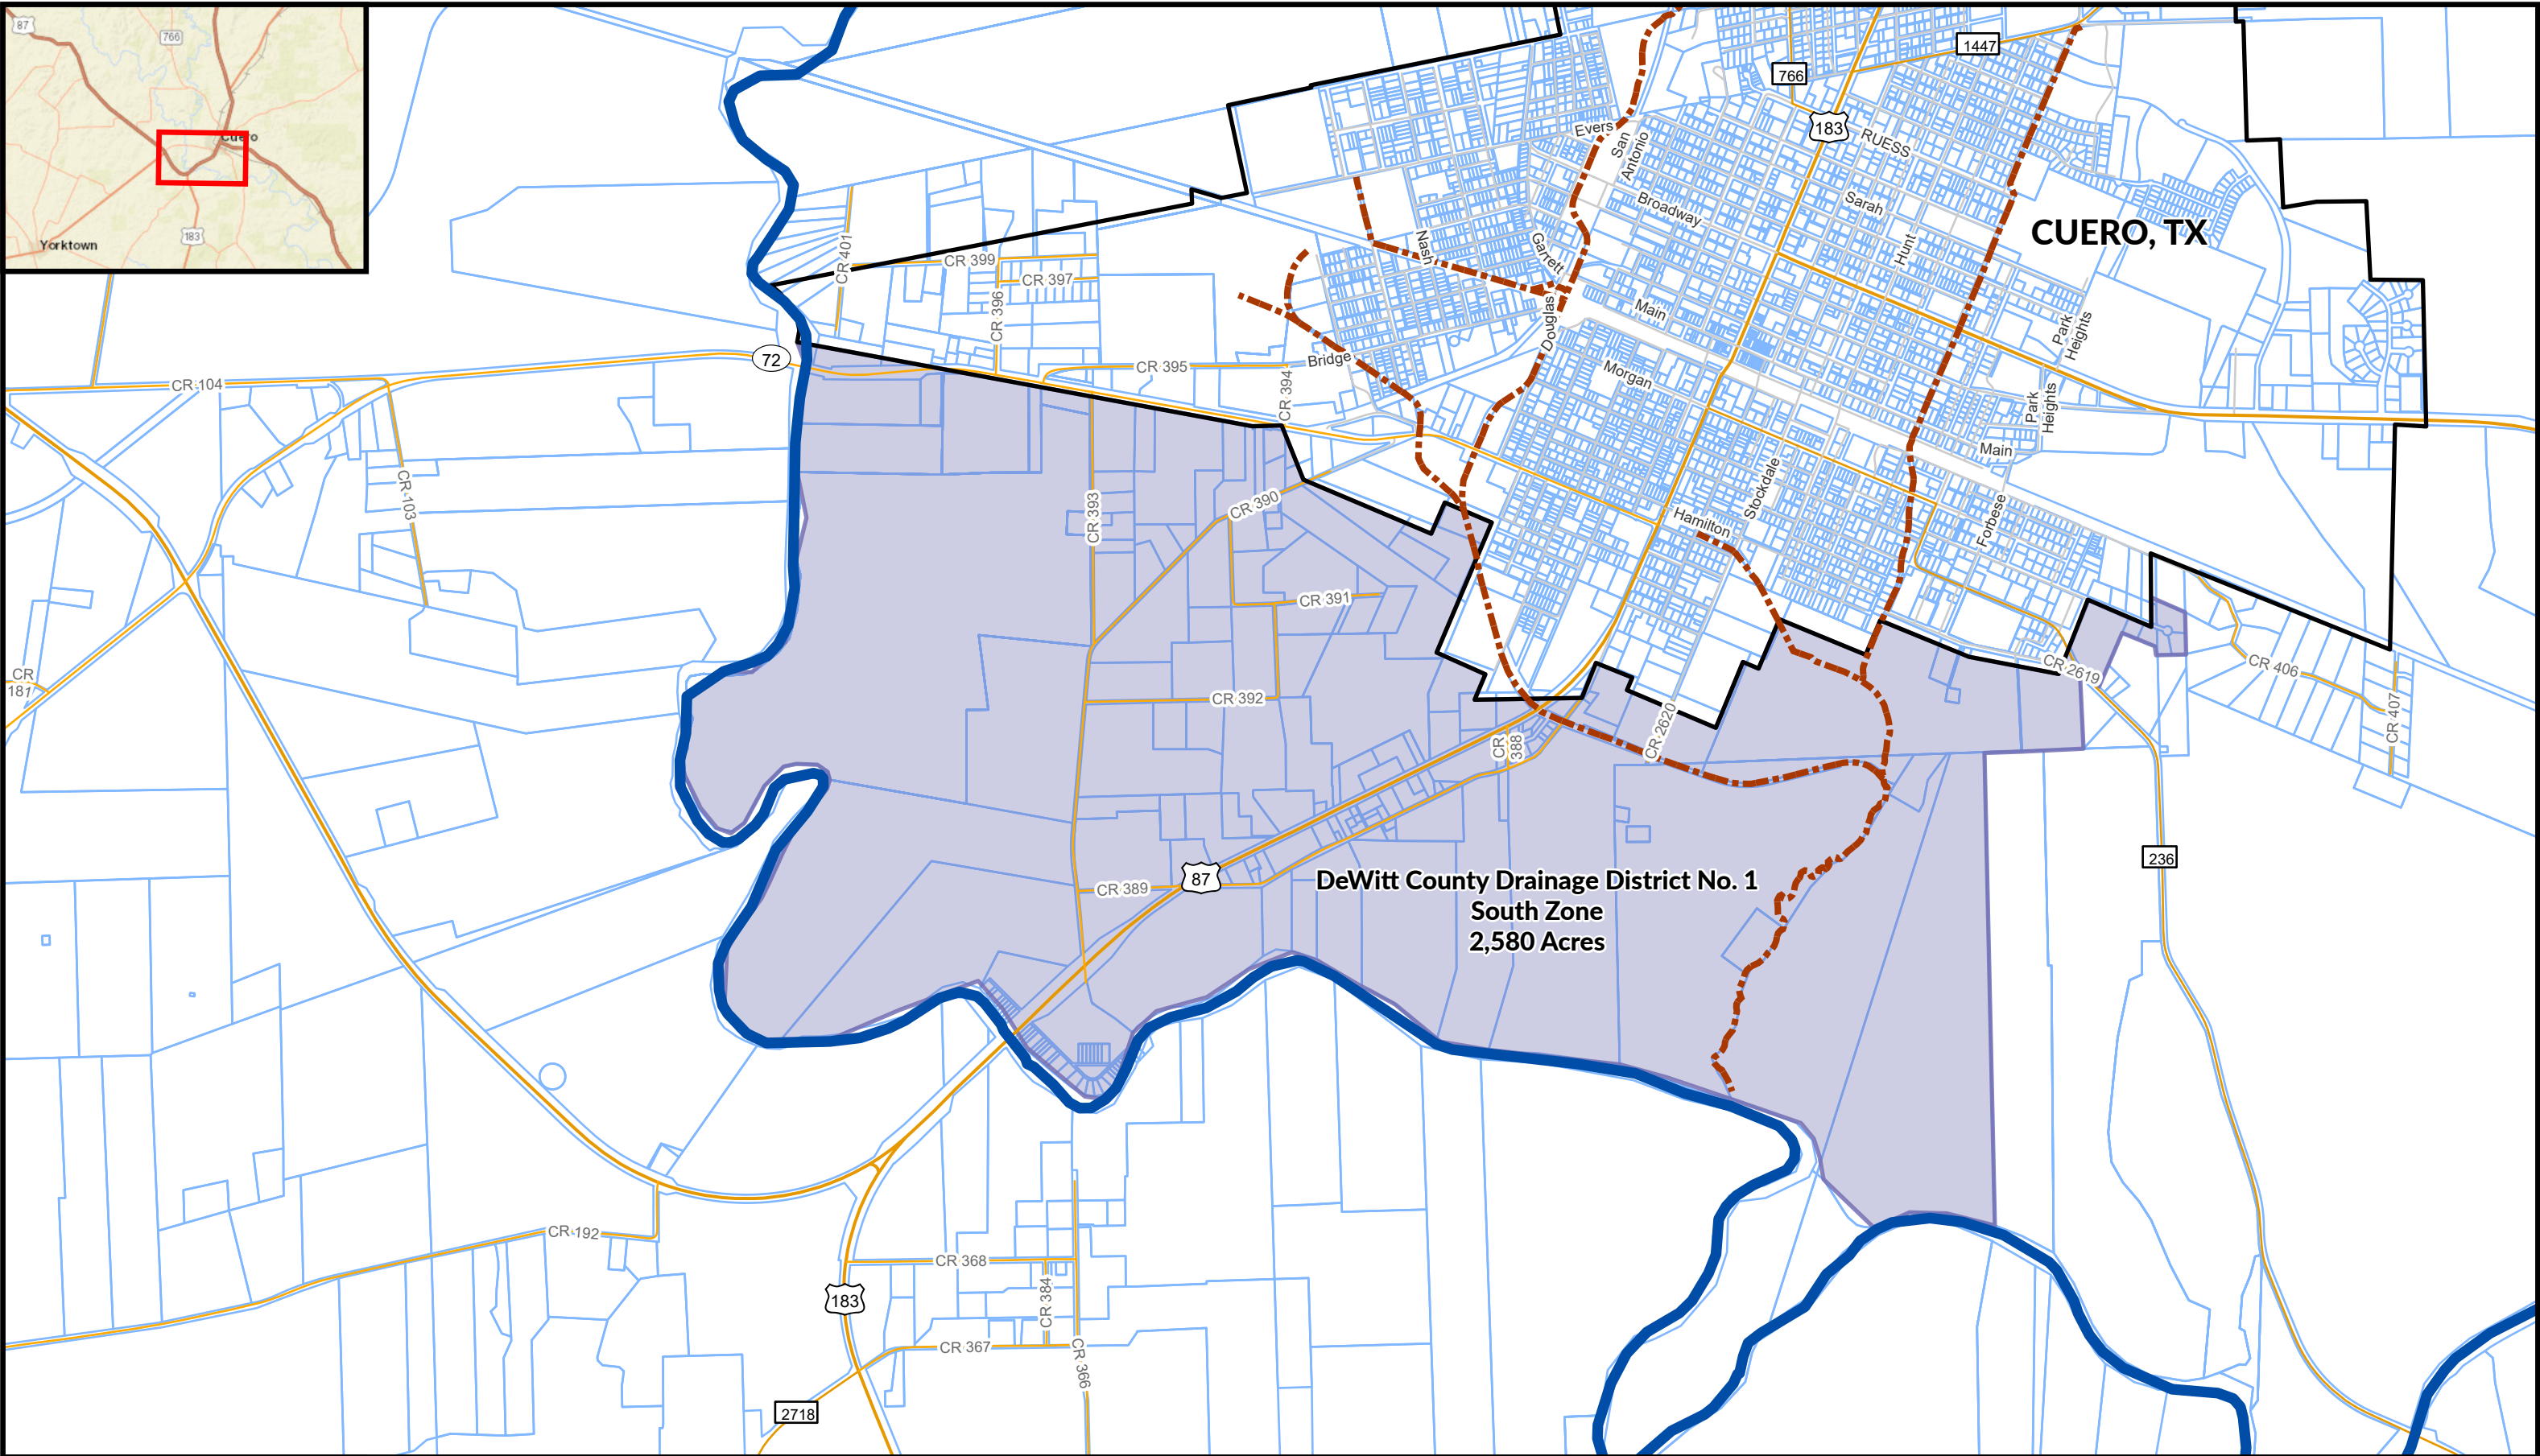 87
766
Cuero
Yorktown
183
1447
766
183
RUESS
Evers
San
Antonio
Broadway
Sarah
CUERO, TX
Hunt
Nash
Garrett
CR 401
CR 399
CR 397
CR 396
Main
Douglas
Park
Heights
72
Bridge
CR 395
CR 394
Morgan
CR 104
Park
Heights
Main
CR 103
CR 393
CR 390
Stockdale
Hamilton
Forbese
CR 391
CR
181
CR 392
CR 2619
CR 406
CR 407
CR 2620
CR
388
236
87
CR 389
DeWitt County Drainage District No. 1
South Zone
2,580 Acres
CR 192
CR 368
183
CR 384
CR 367
CR 366
2718